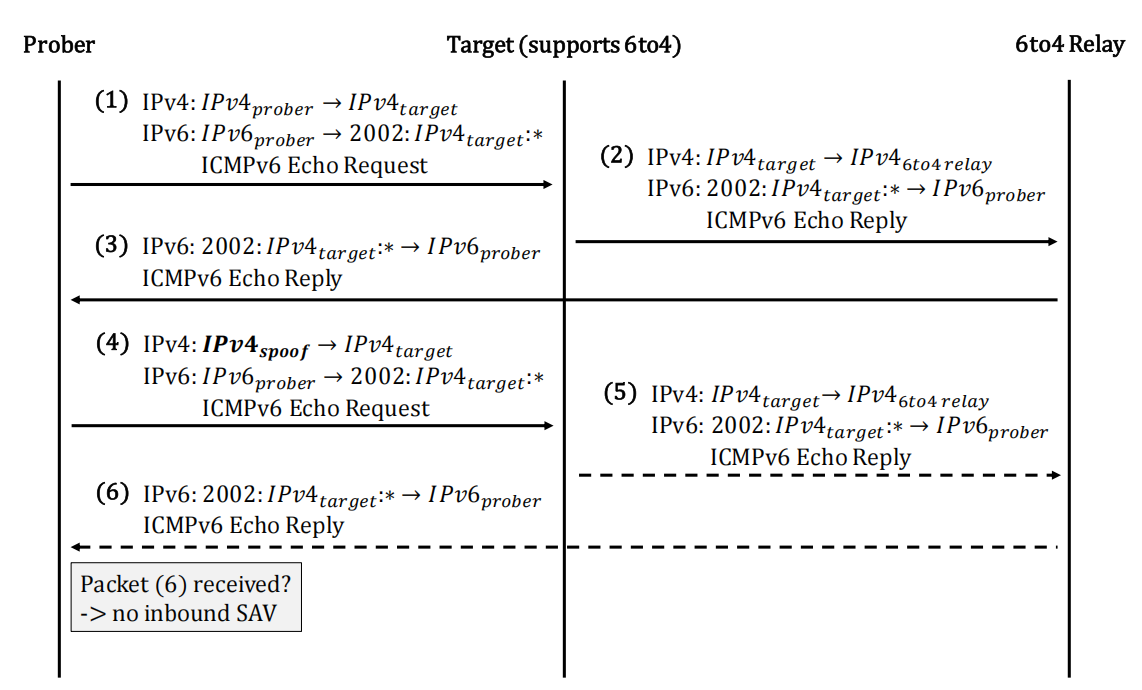 Prober
Target (supports 6to4)
6to4 Relay
(1) IPv4: IPv4prober → IPv4target
IPv6: IPv6prober → 2002: IPv4target:∗
ICMPv6 Echo Request
(2) IPv4: IPv4target → IPv46to4 relay
IPv6: 2002: IPv4target:∗ → IPv6prober
ICMPv6 Echo Reply
(3) IPv6: 2002: IPv4target:∗ → IPv6prober
ICMPv6 Echo Reply
(4) IPv4: IPv4spoof → IPv4target
IPv6: IPv6prober → 2002: IPv4target:∗
ICMPv6 Echo Request
(5) IPv4: IPv4target→ IPv46to4 relay
IPv6: 2002: IPv4target:∗ → IPv6prober
ICMPv6 Echo Reply
(6) IPv6: 2002: IPv4target:∗ → IPv6prober
ICMPv6 Echo Reply
Packet (6) received?
-> no inbound SAV